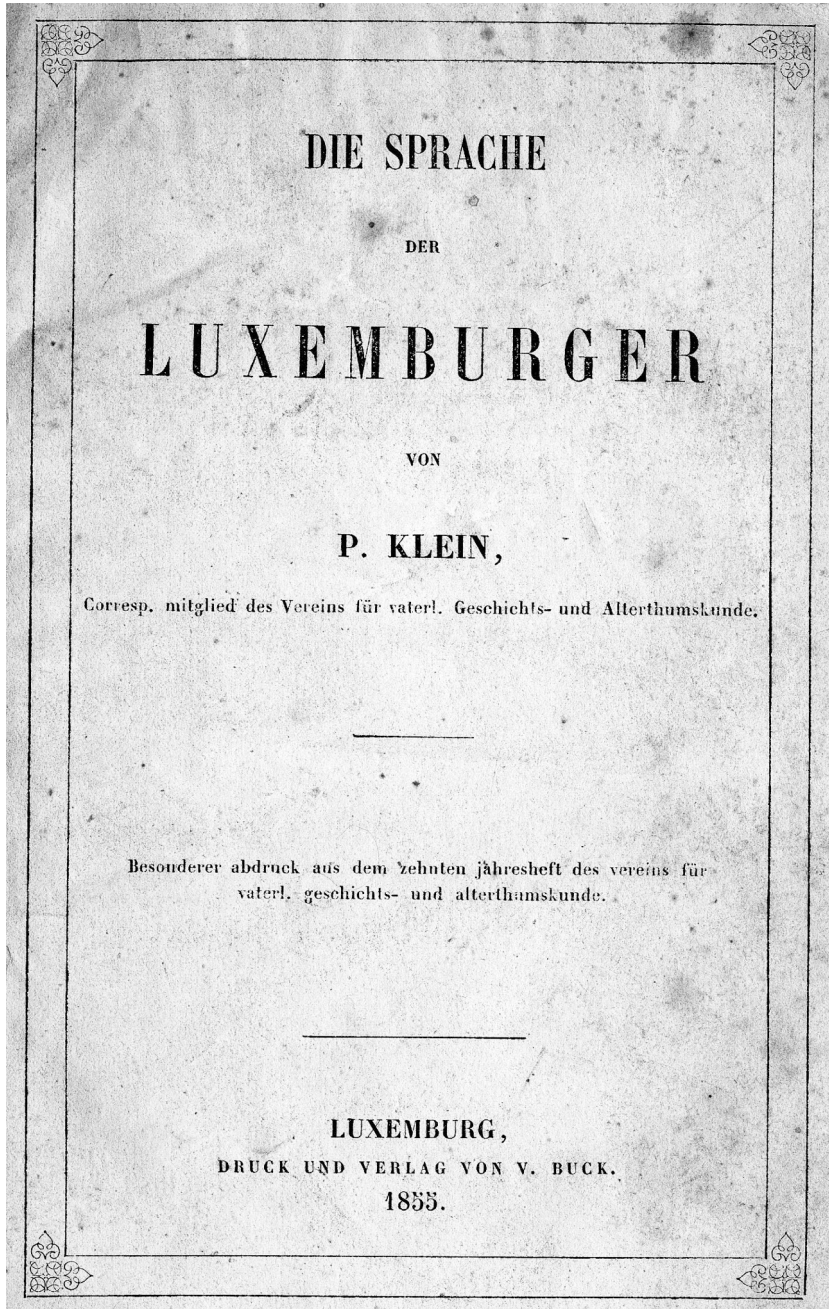 DIE SPRACHE
DER
LUXEMBURGER
VON
P. KLEIN,
Corresp. mitglied des Vereins für vaterl. Geschichts- und Alterthumskunde.
Besonderer abdruck aus dem zehnten jahresheft des vereins für
vaterl. geschichts- und alterthumskunde.
LUXEMBURG,
DRUCK UND VERLAG VON V. BUCK.
1855.